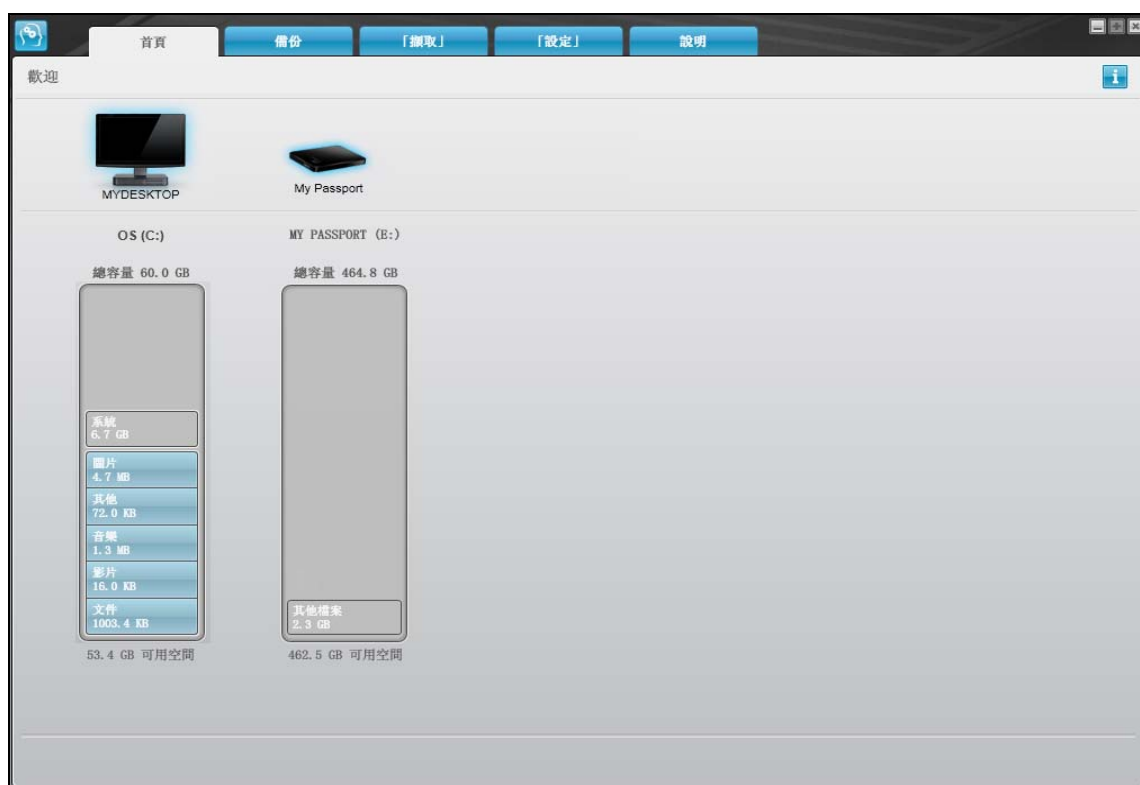 首頁
備份
「擷取」
「設定」
說明
歡迎
i
MYDESKTOP
My Passport
OS (C:)
MY PASSPORT (E:)
總容量 60.0 GB
總容量 464.8 GB
系統
6.7 GB
圖片
4.7 MB
其他
72.0 KB
音樂
1.3 MB
影片
16.0 KB
文件
1003.4 KB
其他檔案
2.3 GB
53.4 GB 可用空間
462.5 GB 可用空間